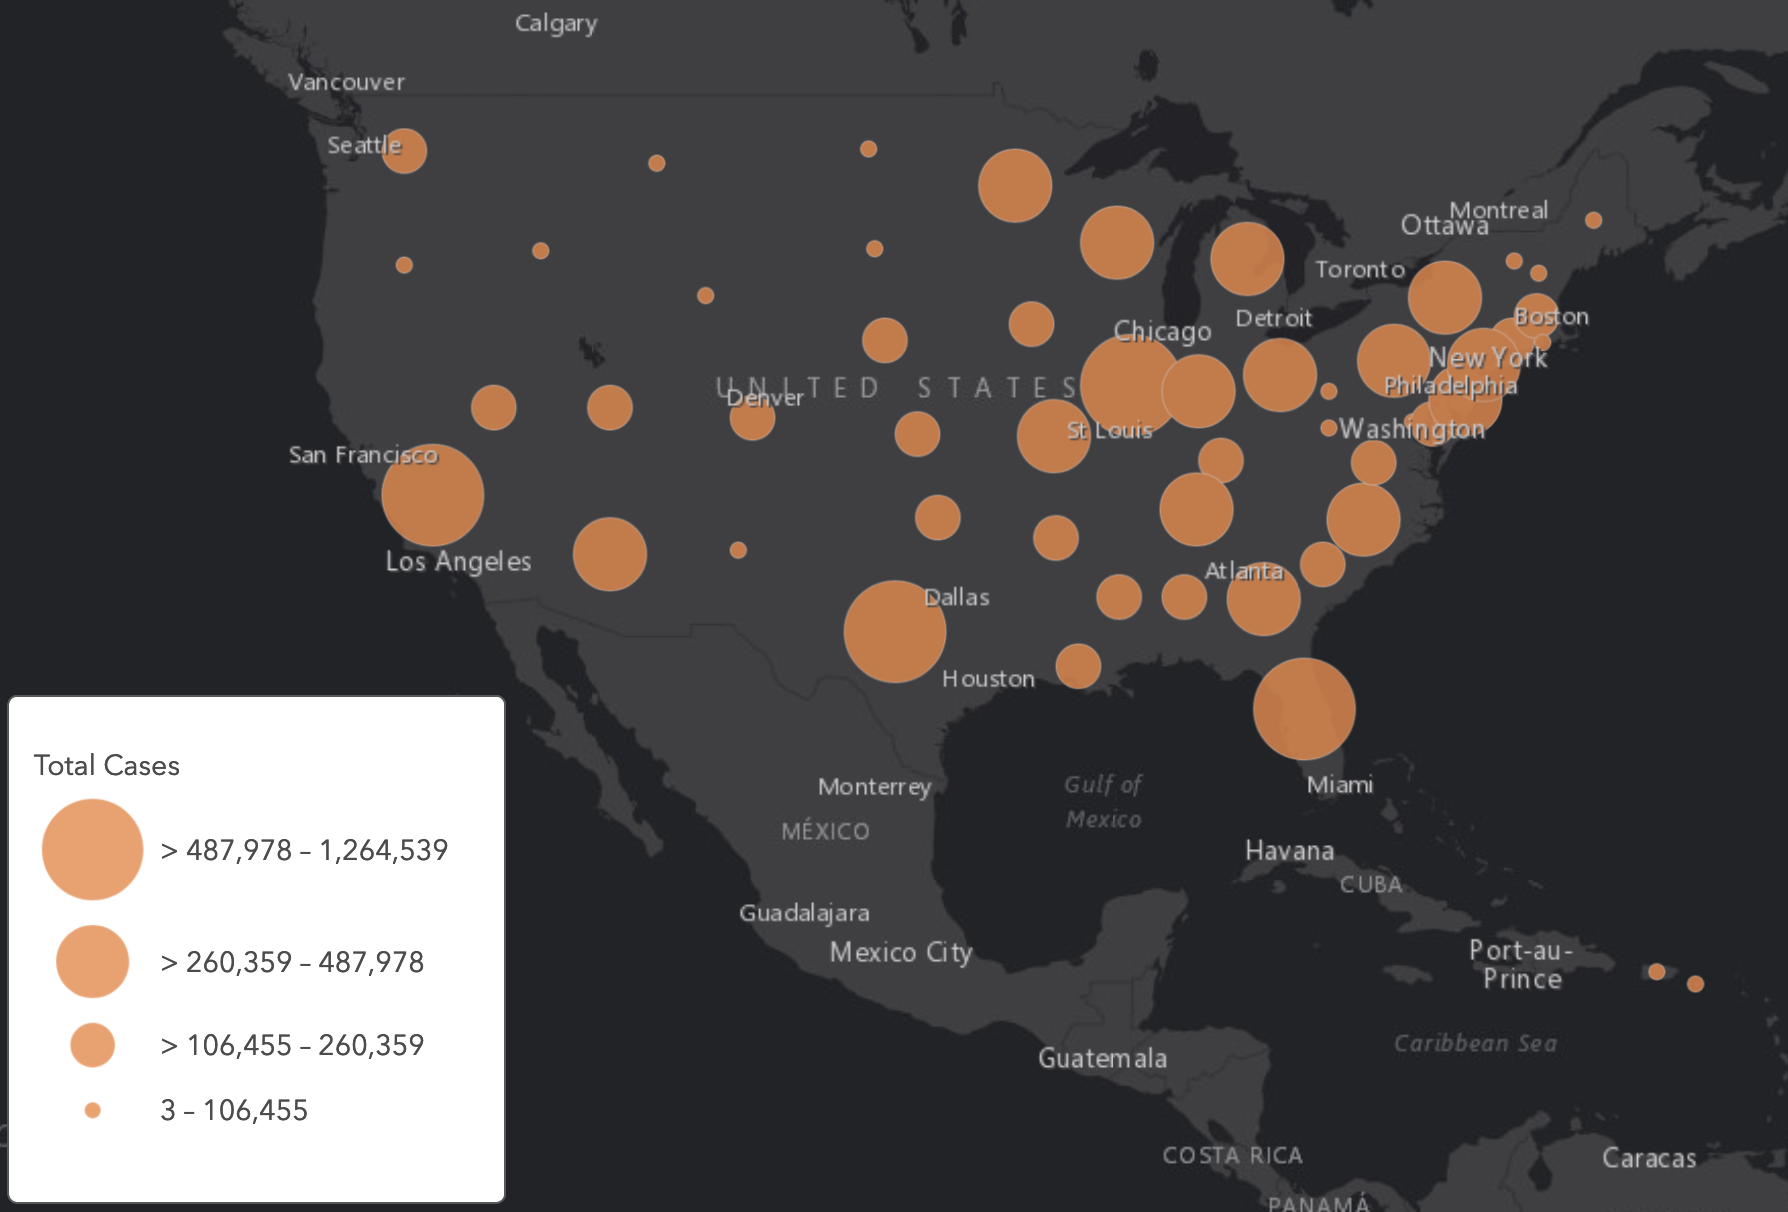 Calgary
Vancouver
Seattle
Montreal
Ottawa
Toronto
Boston
Detroit
Chicago
New York
Philadelphia
UNITED STATES
Denver
Washington
St Louis
San Francisco
Los Angeles
Atlanta
Dallas
Houston
Miami
Monterrey
Gulf of
Mexico
MÉXICO
Havana
CUBA
Guadalajara
Mexico City
Port-au-
Prince
Caribbean Sea
Guatemala
COSTA RICA
Caracas
PANAMÁ
Total Cases
> 487,978 – 1,264,539
> 260,359 – 487,978
> 106,455 – 260,359
3 – 106,455